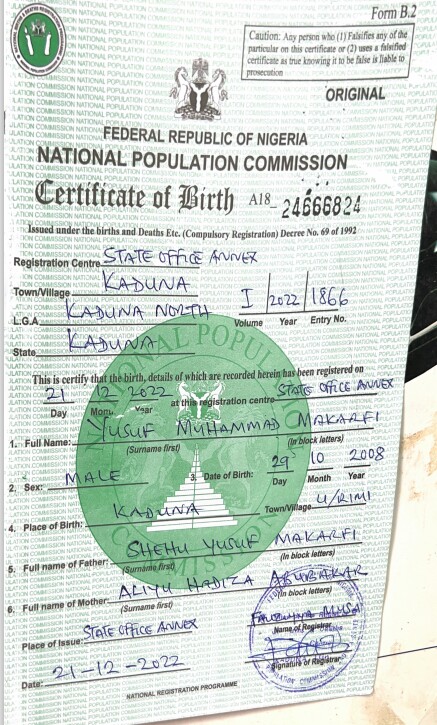 Form B.2
Caution: Any person who (1) Falsifies any of the
particular on this certificate or (2) uses a falsified
certificate as true knowing it to be false is liable to
prosecution
ORIGINAL
FEDERAL REPUBLIC OF NIGERIA
NATIONAL POPULATION COMMISSION
Certificate of Birth A18_ 24666824
Issued under the births and Deaths Etc. (Compulsory Registration) Decree No. 69 of 1992
Registration Centre STATE OFFICE ANNEX
Town/Village KADUNA
L.G.A KADUNA NORTH I 2022 1866
Volume Year Entry No.
State KADUNA
This is certify that the birth, details of which are recorded herein has been registered on
21 12 2022 at this registration centre STATE OFFICE ANNEX
Day Mom. Year
1. Full Name: YUSUF MUHAMMAD MAKARFI
(Surname first) (In block letters)
2. Sex: MALE 3. Date of Birth: 29 10 2008
Day Month Year
4. Place of Birth: KADUNA Town/Village U/RIMI
5. Full name of Father: SHEHU YUSUF MAKARFI
(Surname first) (In block letters)
6. Full name of Mother: ALIYU HADIZA ABUBAKAR
(Surname first) (In block letters)
Place of Issue: STATE OFFICE ANNEX
Name of Registrar
Date: 21-12-2022
Signature of Registrar
NATIONAL REGISTRATION PROGRAMME